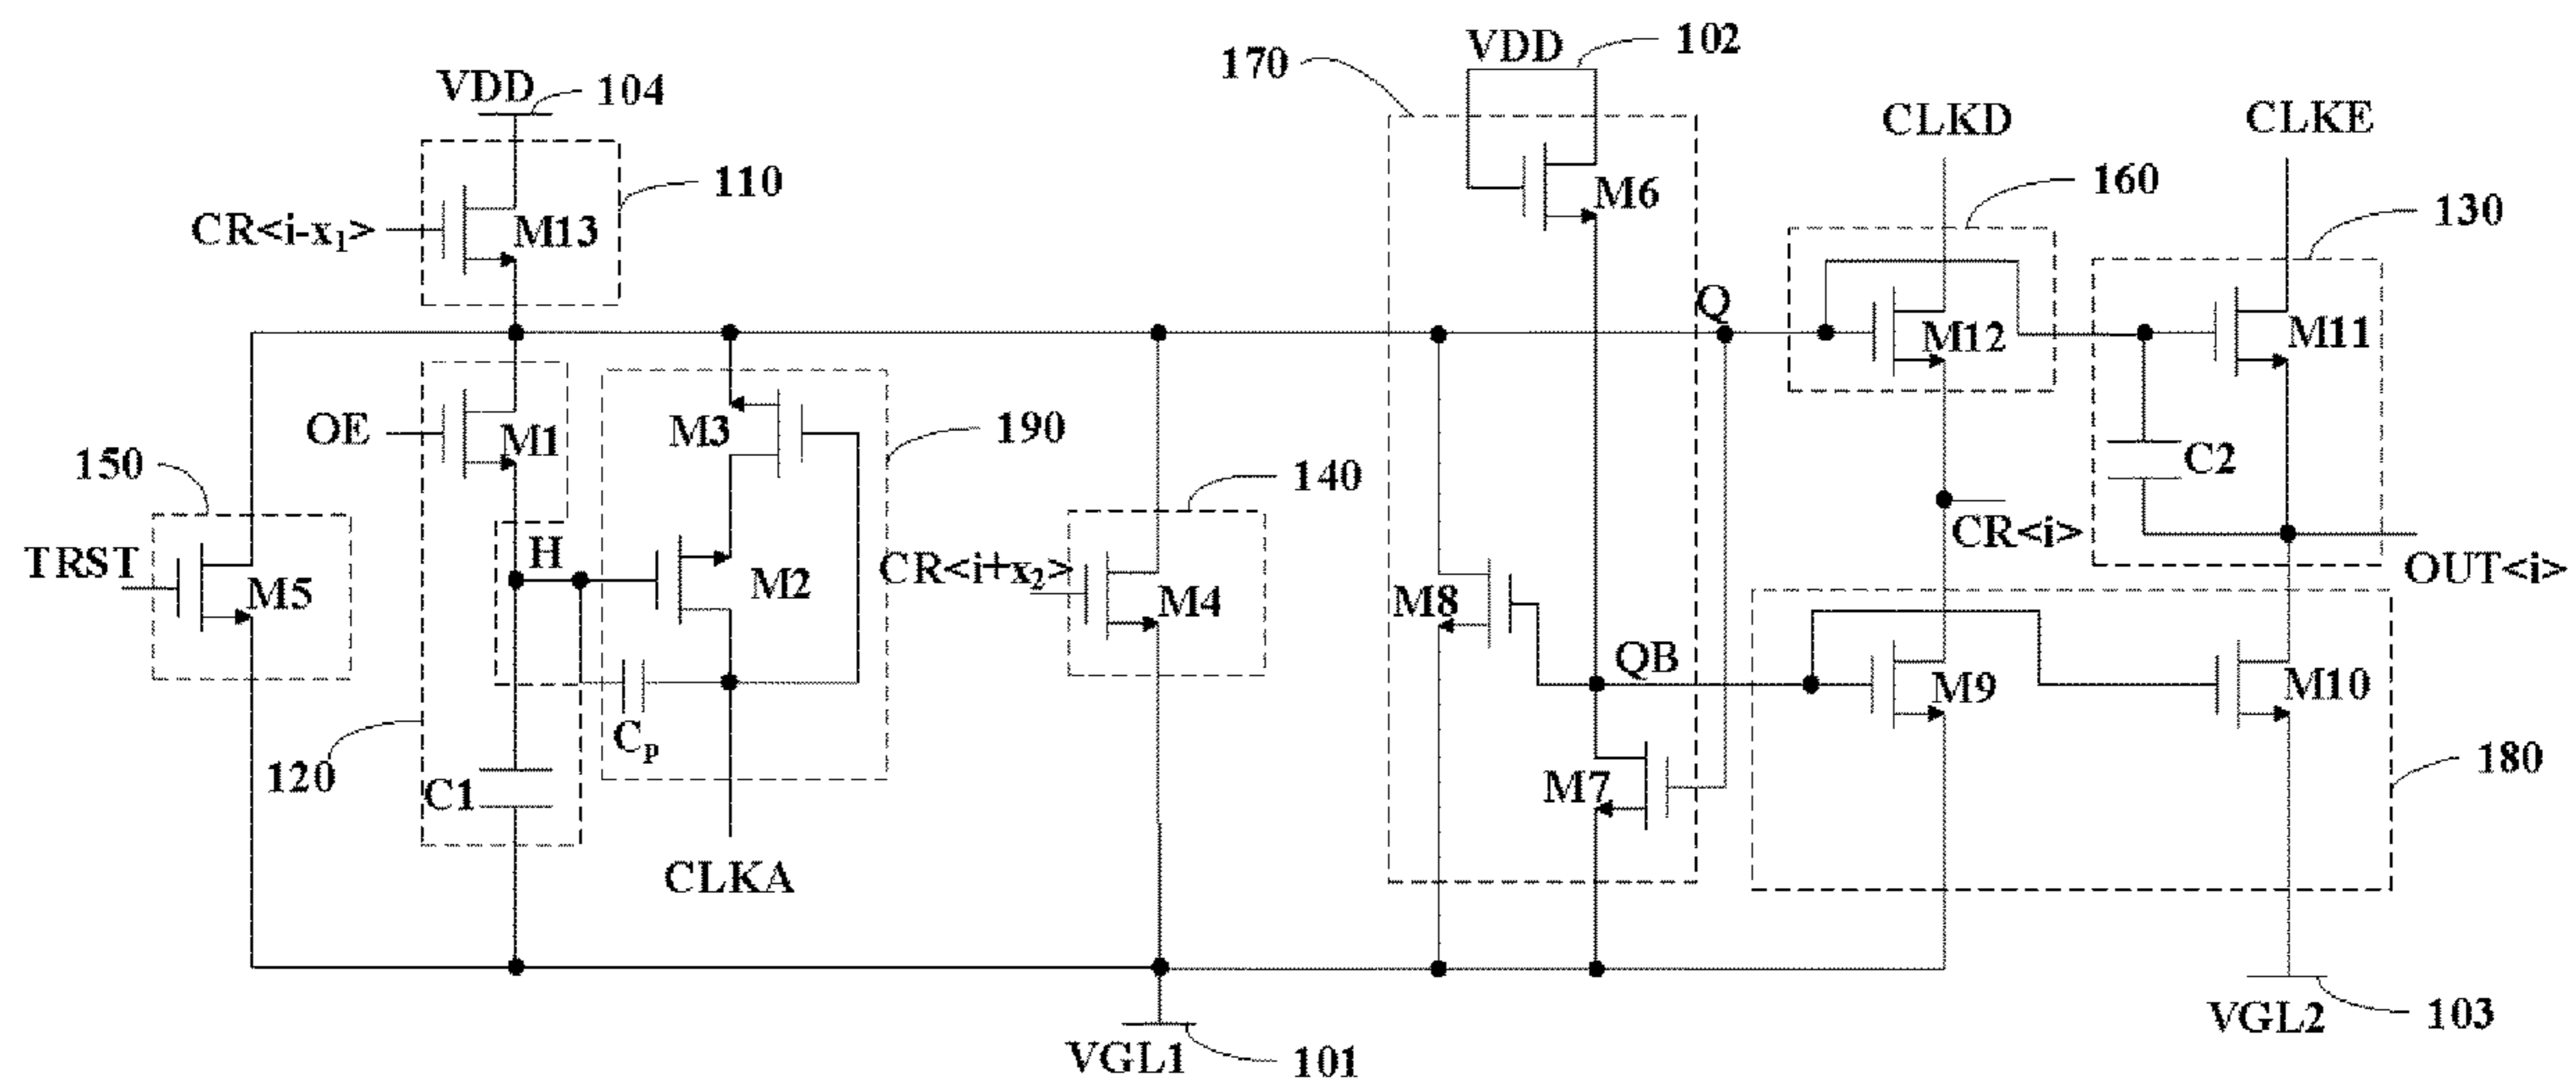 VDD
102
170
VDD
104
CLKD
CLKE
110
M6
160
130
CR<i-x₁>
M13
Q
M12
M11
OE
M1
M3
190
C2
150
140
CR<i>
H
OUT<i>
TRST
M5
M2
CR<i+x₂>
M4
M8
QB
M9
M10
Cₚ
120
C1
M7
180
CLKA
VGL2
103
VGL1
101